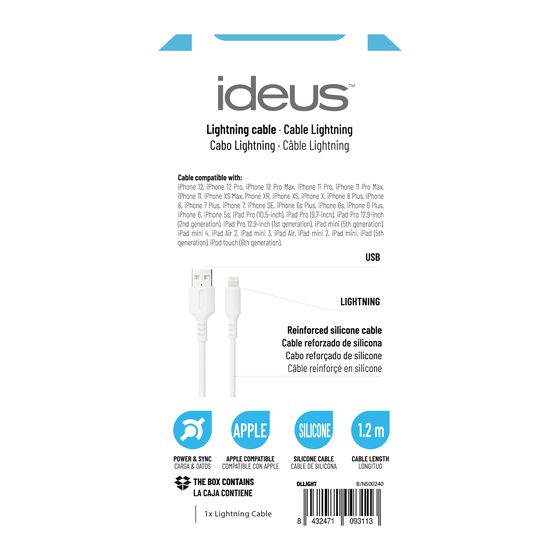 ideus™
Lightning cable · Cable Lightning
Cabo Lightning · Câble Lightning
Cable compatible with:
iPhone 12, iPhone 12 Pro, iPhone 12 Pro Max, iPhone 11 Pro, iPhone 11 Pro Max,
iPhone 11, iPhone XS Max, Phone XR, iPhone XS, iPhone X, iPhone 8 Plus, iPhone
8, iPhone 7 Plus, iPhone 7, iPhone SE, iPhone 6s Plus, iPhone 6s, iPhone 6 Plus,
iPhone 6, iPhone 5s, iPad Pro (10,5-inch), iPad Pro (9,7-inch), iPad Pro 12,9-inch
(2nd generation), iPad Pro 12,9-inch (1st generation), iPad mini (5th generation),
iPad mini 4, iPad Air 2, iPad mini 3, iPad Air, iPad mini 2, iPad mini, iPad (5th
generation), iPod touch (6th generation).
USB
LIGHTNING
Reinforced silicone cable
Cable reforzado de silicona
Cabo reforçado de silicone
Câble reinforçé en silicone
APPLE
SILICONE
1.2 m
POWER & SYNC
CARGA & DATOS
APPLE COMPATIBLE
COMPATIBLE CON APPLE
SILICONE CABLE
CABLE DE SILICONA
CABLE LENGTH
LONGITUD
THE BOX CONTAINS
LA CAJA CONTIENE
1x Lightning Cable
DLLIGHT
B/N500240
8 432471 093113